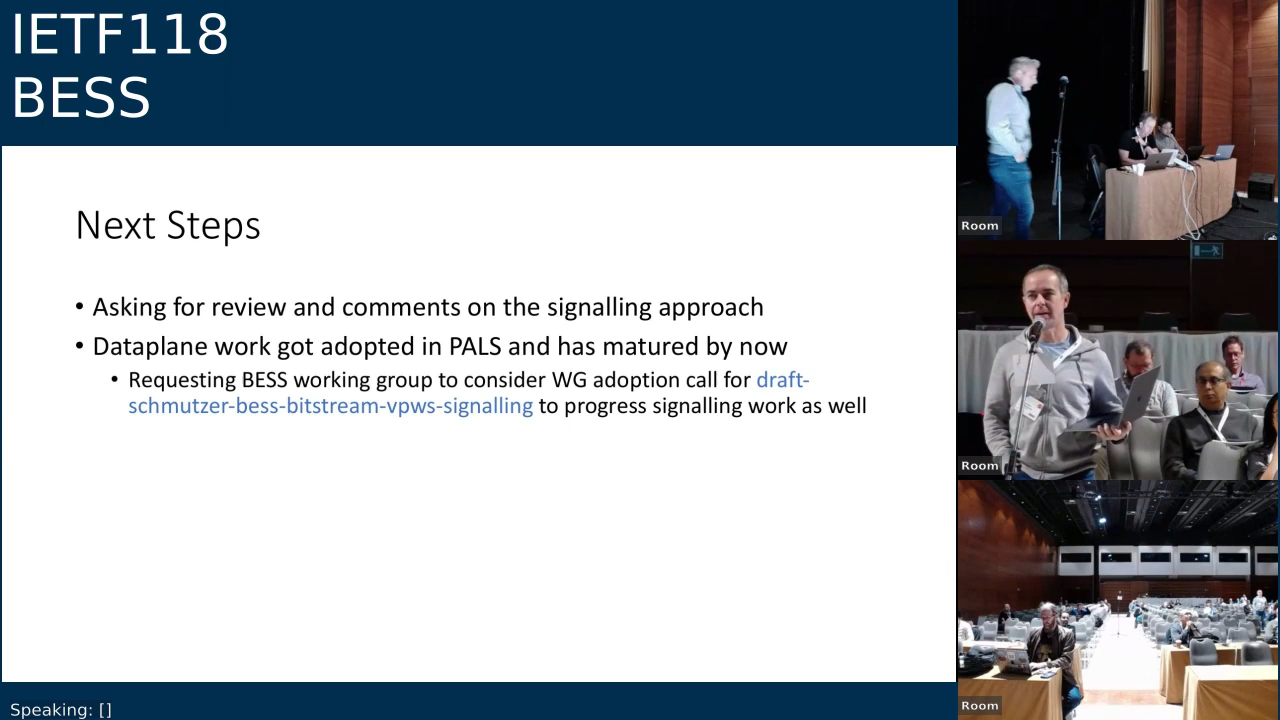 IETF118
BESS
Next Steps
• Asking for review and comments on the signalling approach
• Dataplane work got adopted in PALS and has matured by now
• Requesting BESS working group to consider WG adoption call for draft-
schmutzer-bess-bitstream-vpws-signalling to progress signalling work as well
Speaking: []
Room
Room
Room